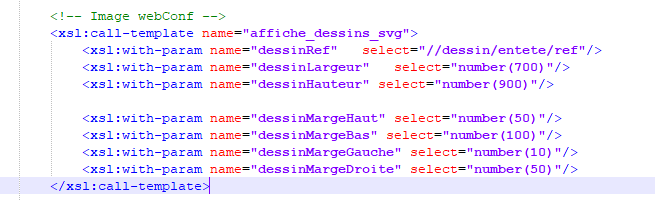 <!-- Image webConf -->
<xsl:call-template name="affiche_dessins_svg">
<xsl:with-param name="dessinRef"   select="//dessin/entete/ref"/>
<xsl:with-param name="dessinLargeur"   select="number(700)"/>
<xsl:with-param name="dessinHauteur" select="number(900)"/>
<xsl:with-param name="dessinMargeHaut" select="number(50)"/>
<xsl:with-param name="dessinMargeBas" select="number(100)"/>
<xsl:with-param name="dessinMargeGauche" select="number(10)"/>
<xsl:with-param name="dessinMargeDroite" select="number(50)"/>
</xsl:call-template>